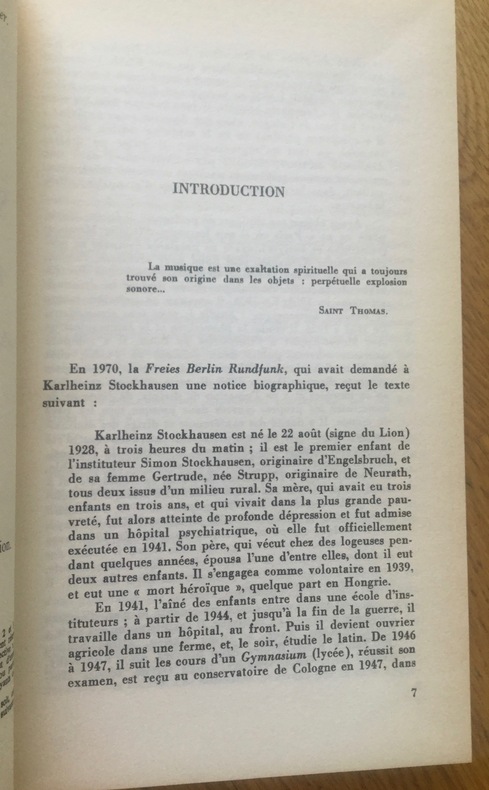 INTRODUCTION
La musique est une exaltation spirituelle qui a toujours
trouvé son origine dans les objets : perpétuelle explosion
sonore...
SAINT THOMAS.
En 1970, la Freies Berlin Rundfunk, qui avait demandé à
Karlheinz Stockhausen une notice biographique, reçut le texte
suivant :
Karlheinz Stockhausen est né le 22 août (signe du Lion)
1928, à trois heures du matin ; il est le premier enfant de
l'instituteur Simon Stockhausen, originaire d'Engelsbruch, et
de sa femme Gertrude, née Strupp, originaire de Neurath,
tous deux issus d'un milieu rural. Sa mère, qui avait eu trois
enfants en trois ans, et qui vivait dans la plus grande pau-
vreté, fut alors atteinte de profonde dépression et fut admise
dans un hôpital psychiatrique, où elle fut officiellement
exécutée en 1941. Son père, qui vécut chez des logeuses pen-
dant quelques années, épousa l'une d'entre elles, dont il eut
deux autres enfants. Il s'engagea comme volontaire en 1939,
et eut une « mort héroïque », quelque part en Hongrie.
En 1941, l'aîné des enfants entre dans une école d'ins-
tituteurs ; à partir de 1944, et jusqu'à la fin de la guerre, il
travaille dans un hôpital, au front. Puis il devient ouvrier
agricole dans une ferme, et, le soir, étudie le latin. De 1946
à 1947, il suit les cours d'un Gymnasium (lycée), réussit son
examen, est reçu au conservatoire de Cologne en 1947, dans
7